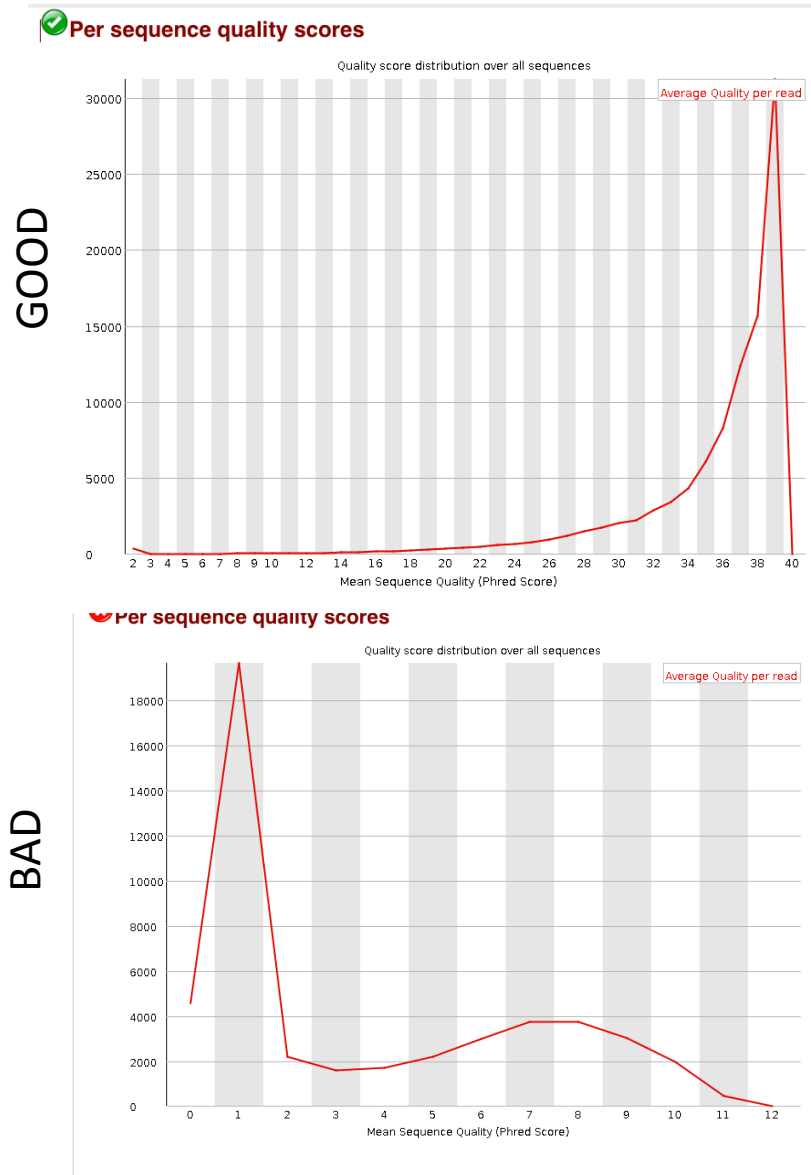 Per sequence quality scores
Quality score distribution over all sequences
Average Quality per read
30000
25000
20000
15000
10000
5000
0
2 3 4 5 6 7 8 9 10 12 14 16 18 20 22 24 26 28 30 32 34 36 38 40
Mean Sequence Quality (Phred Score)
GOOD
Per sequence quality scores
Quality score distribution over all sequences
Average Quality per read
18000
16000
14000
12000
10000
8000
6000
4000
2000
0
0 1 2 3 4 5 6 7 8 9 10 11 12
Mean Sequence Quality (Phred Score)
BAD